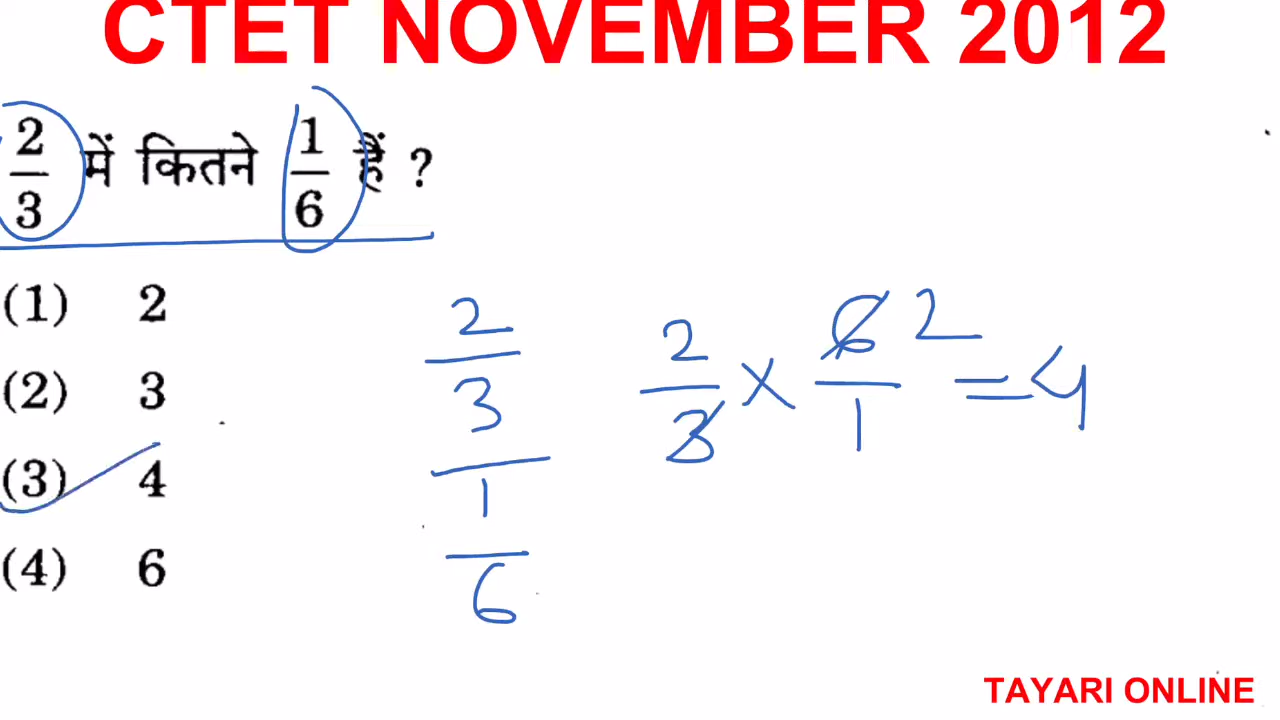 CTET NOVEMBER 2012
2/3 में कितने 1/6 हैं ?
(1) 2
(2) 3
(3) 4
(4) 6
2/3
1/6
2/3 × 6/1 2 = 4
TAYARI ONLINE